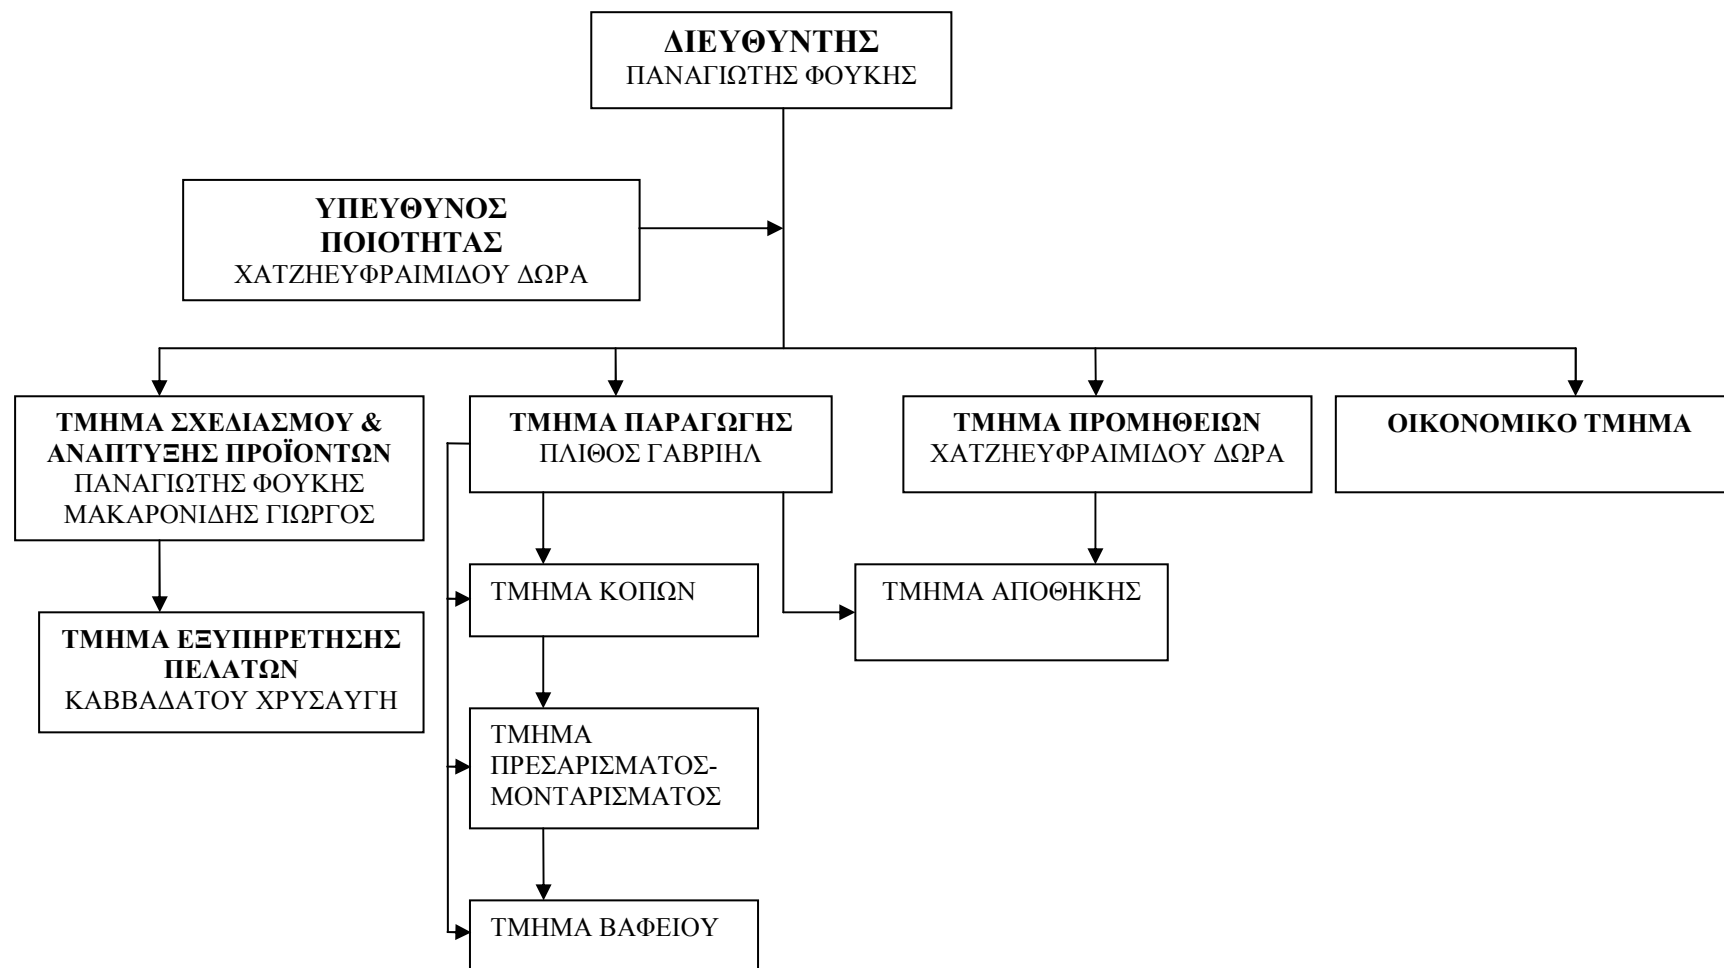 ΔΙΕΥΘΥΝΤΗΣ
ΠΑΝΑΓΙΩΤΗΣ ΦΟΥΚΗΣ
ΥΠΕΥΘΥΝΟΣ
ΠΟΙΟΤΗΤΑΣ
ΧΑΤΖΗΕΥΦΡΑΙΜΙΔΟΥ ΔΩΡΑ
ΤΜΗΜΑ ΣΧΕΔΙΑΣΜΟΥ &
ΑΝΑΠΤΥΞΗΣ ΠΡΟΪΟΝΤΩΝ
ΠΑΝΑΓΙΩΤΗΣ ΦΟΥΚΗΣ
ΜΑΚΑΡΟΝΙΔΗΣ ΓΙΩΡΓΟΣ
ΤΜΗΜΑ ΠΑΡΑΓΩΓΗΣ
ΠΛΙΘΟΣ ΓΑΒΡΙΗΛ
ΤΜΗΜΑ ΠΡΟΜΗΘΕΙΩΝ
ΧΑΤΖΗΕΥΦΡΑΙΜΙΔΟΥ ΔΩΡΑ
ΟΙΚΟΝΟΜΙΚΟ ΤΜΗΜΑ
ΤΜΗΜΑ ΕΞΥΠΗΡΕΤΗΣΗΣ
ΠΕΛΑΤΩΝ
ΚΑΒΒΑΔΑΤΟΥ ΧΡΥΣΑΥΓΗ
ΤΜΗΜΑ ΚΟΠΩΝ
ΤΜΗΜΑ ΑΠΟΘΗΚΗΣ
ΤΜΗΜΑ
ΠΡΕΣΑΡΙΣΜΑΤΟΣ-
ΜΟΝΤΑΡΙΣΜΑΤΟΣ
ΤΜΗΜΑ ΒΑΦΕΙΟΥ